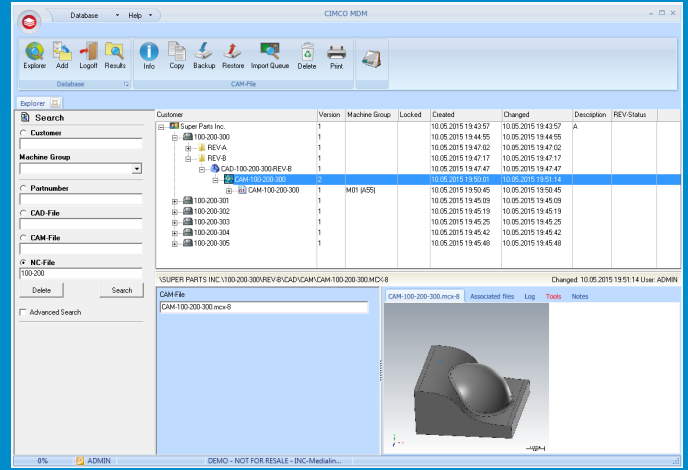 Database Help CIMCO MDM
Explorer Add Logoff Results Info Copy Backup Restore Import Queue Delete Print
Database CAM-File
Explorer
Search
Customer
Machine Group
Partnumber
CAD-File
CAM-File
NC-File
100-200
Delete Search
Advanced Search
Customer Version Machine Group Locked Created Changed Description REV-Status
Super Parts Inc. 1 10.05.2015 19:43:57 10.05.2015 19:43:57 A
100-200-300 1 10.05.2015 19:44:55 10.05.2015 19:44:55
REV-A 1 10.05.2015 19:47:02 10.05.2015 19:47:02
REV-B 1 10.05.2015 19:47:17 10.05.2015 19:47:17
CAD-100-200-300-REV-B 1 10.05.2015 19:47:47 10.05.2015 19:47:47
CAM-100-200-300 2 10.05.2015 19:50:01 10.05.2015 19:51:14
CAM-100-200-300 1 M01 (A55) 10.05.2015 19:50:45 10.05.2015 19:50:45
100-200-301 1 10.05.2015 19:45:09 10.05.2015 19:45:09
100-200-302 1 10.05.2015 19:45:19 10.05.2015 19:45:19
100-200-303 1 10.05.2015 19:45:25 10.05.2015 19:45:25
100-200-304 1 10.05.2015 19:45:42 10.05.2015 19:45:42
100-200-305 1 10.05.2015 19:45:48 10.05.2015 19:45:48
\SUPER PARTS INC.\100-200-300\REV-B\CAD\CAM\CAM-100-200-300.MCX-8 Changed: 10.05.2015 19:51:14 User: ADMIN
CAM-File
CAM-100-200-300.mcx-8
CAM-100-200-300.mcx-8 Associated files Log Tools Notes
0% ADMIN DEMO - NOT FOR RESALE - INC-Medialin...